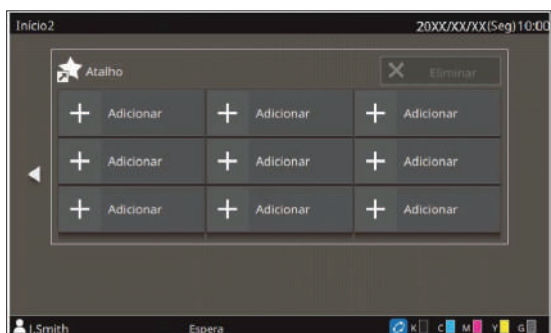 Início2 20XX/XX/XX(Seg)10:00
Atalho Eliminar
Adicionar Adicionar Adicionar
Adicionar Adicionar Adicionar
Adicionar Adicionar Adicionar
J.Smith Espera K C M Y G